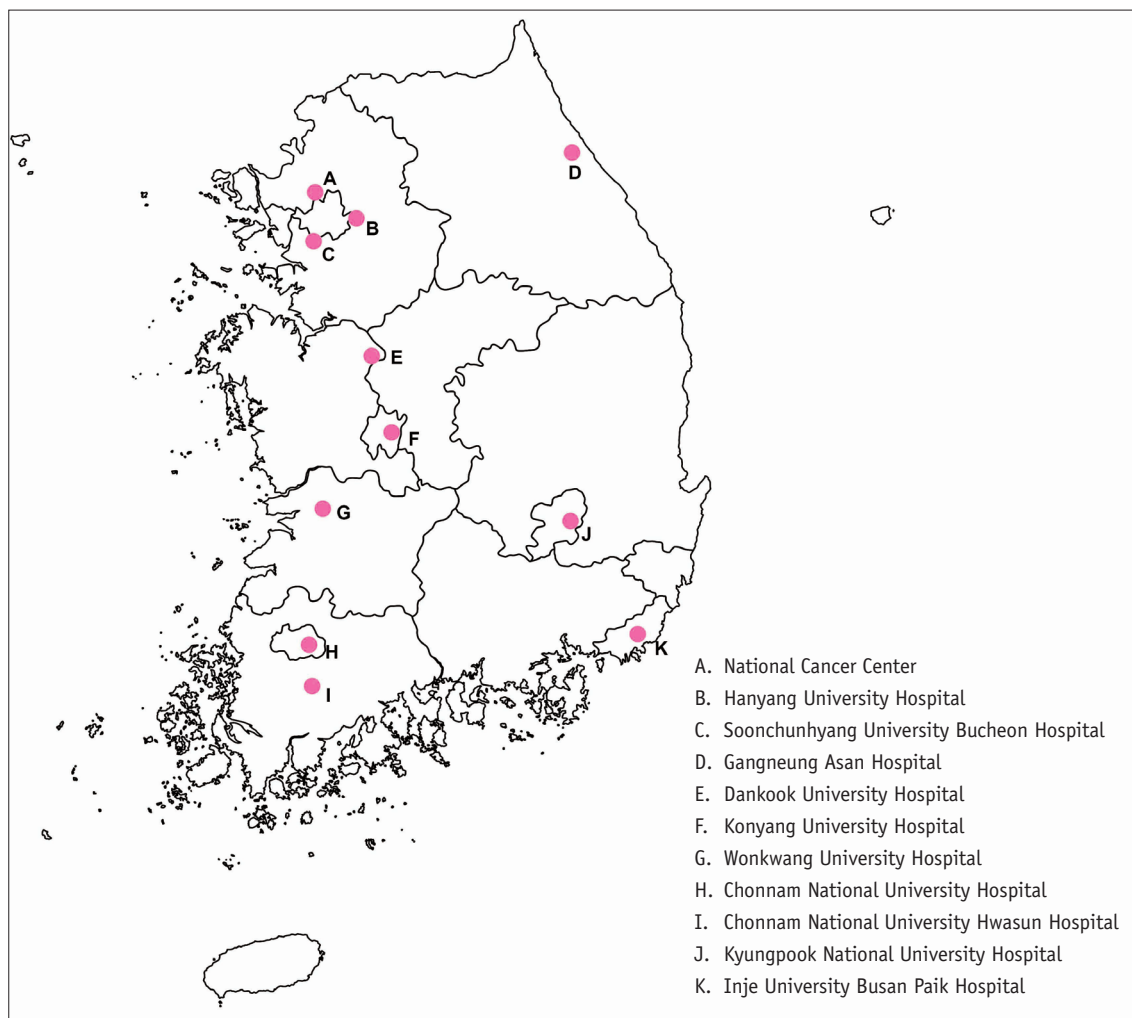 A
B
C
D
E
F
G
H
I
J
K
A. National Cancer Center
B. Hanyang University Hospital
C. Soonchunhyang University Bucheon Hospital
D. Gangneung Asan Hospital
E. Dankook University Hospital
F. Konyang University Hospital
G. Wonkwang University Hospital
H. Chonnam National University Hospital
I. Chonnam National University Hwasun Hospital
J. Kyungpook National University Hospital
K. Inje University Busan Paik Hospital